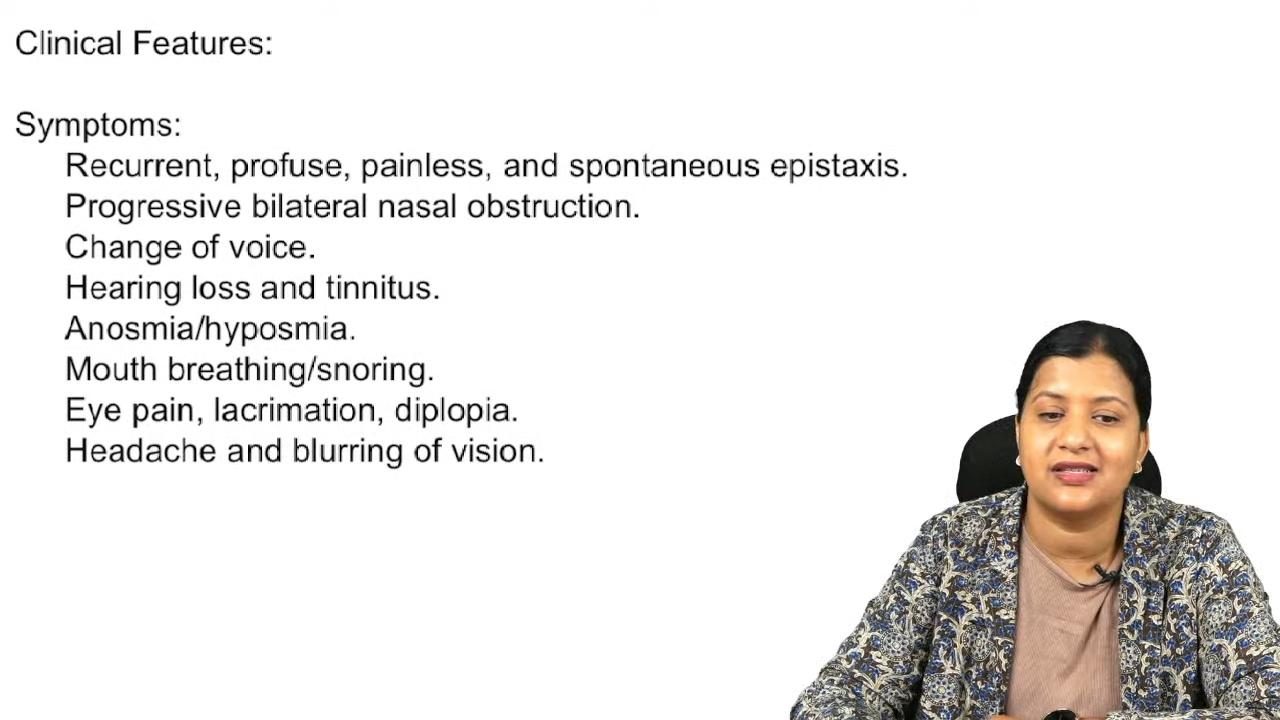 Clinical Features:
Symptoms:
Recurrent, profuse, painless, and spontaneous epistaxis.
Progressive bilateral nasal obstruction.
Change of voice.
Hearing loss and tinnitus.
Anosmia/hyposmia.
Mouth breathing/snoring.
Eye pain, lacrimation, diplopia.
Headache and blurring of vision.